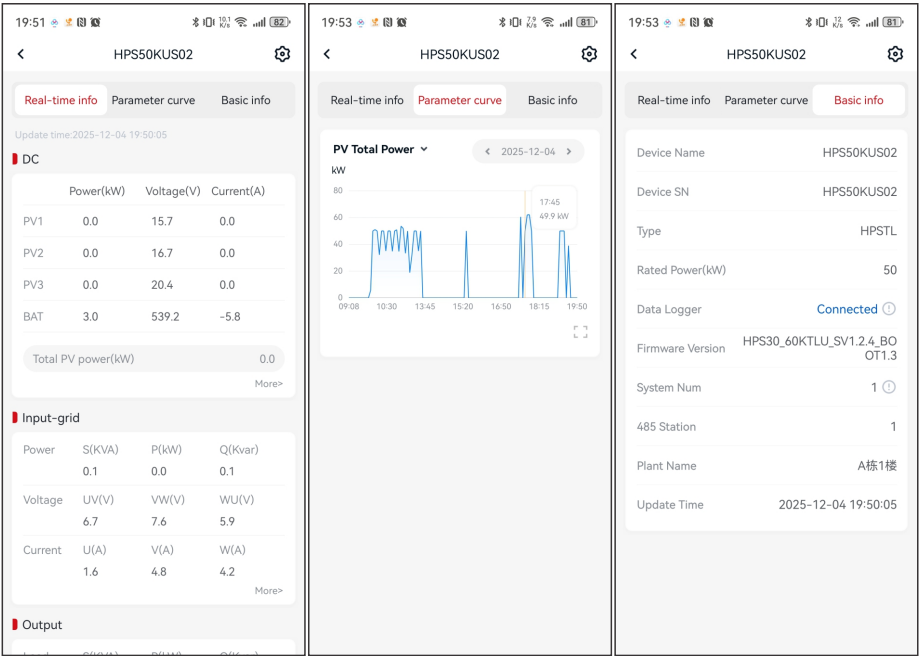 19:51 10.1 K/s 82
HPS50KUS02
Real-time info Parameter curve Basic info
Update time:2025-12-04 19:50:05
DC
Power(kW) Voltage(V) Current(A)
PV1 0.0 15.7 0.0
PV2 0.0 16.7 0.0
PV3 0.0 20.4 0.0
BAT 3.0 539.2 -5.8
Total PV power(kW) 0.0
More>
Input-grid
Power S(KVA) P(kW) Q(Kvar)
0.1 0.0 0.1
Voltage UV(V) VW(V) WU(V)
6.7 7.6 5.9
Current U(A) V(A) W(A)
1.6 4.8 4.2
More>
Output
19:53 7.9 K/s 81
HPS50KUS02
Real-time info Parameter curve Basic info
PV Total Power 2025-12-04
kW
80
60
40
20
0
17:45
49.9 kW
09:08 10:30 13:45 15:20 16:50 18:15 19:50
19:53 12 K/s 81
HPS50KUS02
Real-time info Parameter curve Basic info
Device Name HPS50KUS02
Device SN HPS50KUS02
Type HPSTL
Rated Power(kW) 50
Data Logger Connected
Firmware Version HPS30_60KTLU_SV1.2.4_BO
OT1.3
System Num 1
485 Station 1
Plant Name A栋1楼
Update Time 2025-12-04 19:50:05